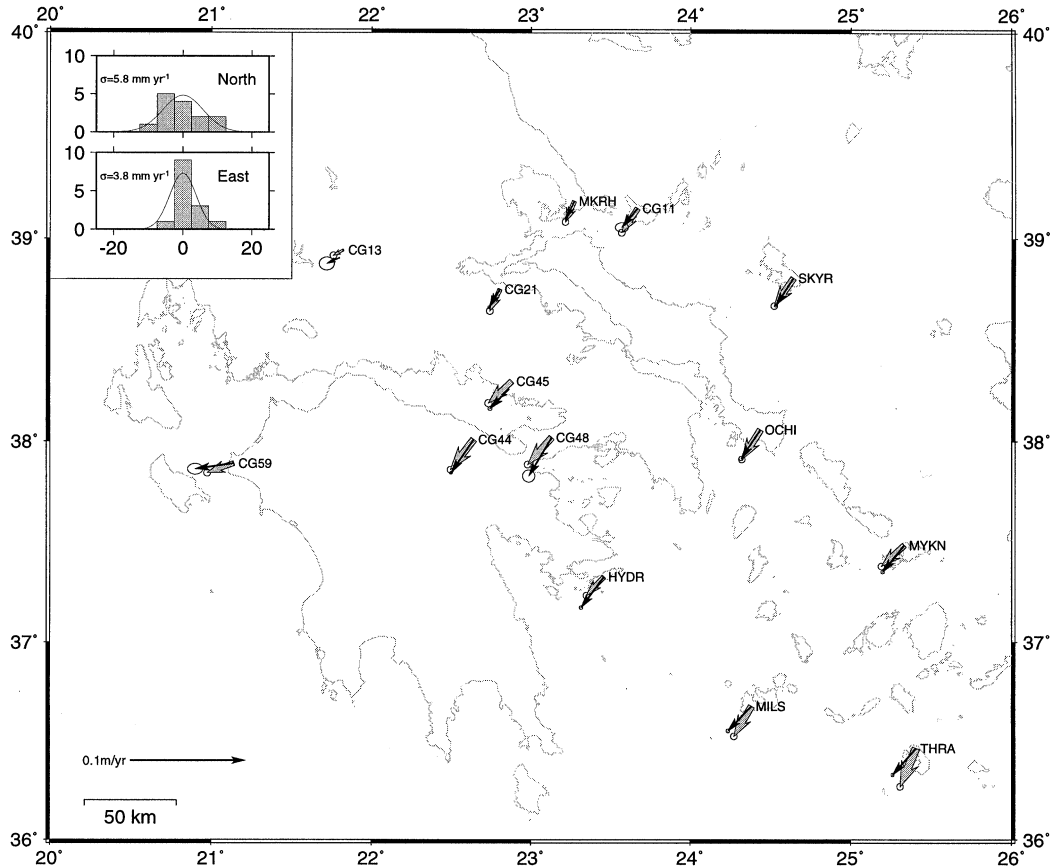 20° 21° 22° 23° 24° 25° 26°
40° 40°
10
σ=5.8 mm yr-1 North
5
0
10
σ=3.8 mm yr-1 East
5
0
-20 0 20
MKRH
CG11
39° 39°
CG13
SKYR
CG21
CG45
OCHI
38° CG44 CG48 38°
CG59
MYKN
HYDR
37° 37°
MILS
THRA
0.1m/yr
50 km
36° 36°
20° 21° 22° 23° 24° 25° 26°